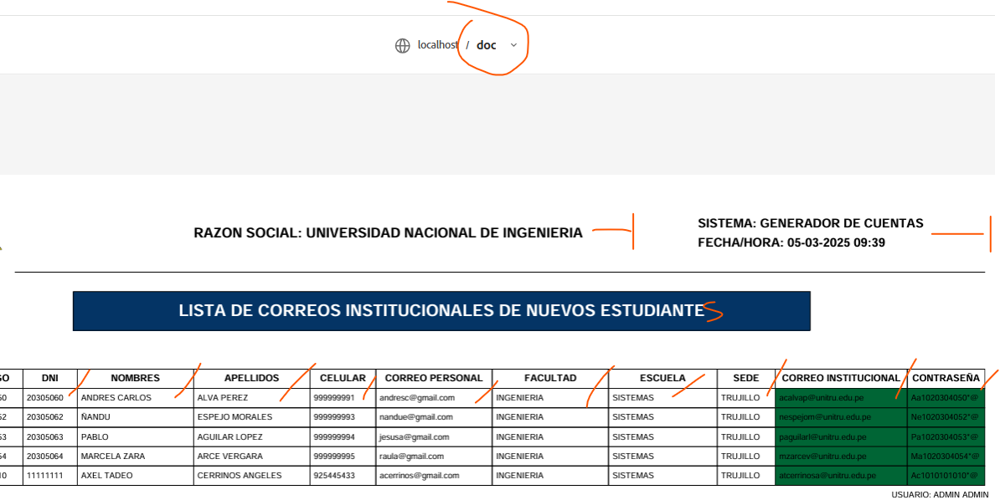 localhost / doc
RAZON SOCIAL: UNIVERSIDAD NACIONAL DE INGENIERIA
SISTEMA: GENERADOR DE CUENTAS
FECHA/HORA: 05-03-2025 09:39
LISTA DE CORREOS INSTITUCIONALES DE NUEVOS ESTUDIANTES
GO DNI NOMBRES APELLIDOS CELULAR CORREO PERSONAL FACULTAD ESCUELA SEDE CORREO INSTITUCIONAL CONTRASEÑA
50 20305060 ANDRES CARLOS ALVA PEREZ 999999991 andresc@gmail.com INGENIERIA SISTEMAS TRUJILLO acalvap@unitru.edu.pe Aa1020304050*@
52 20305062 ÑANDU ESPEJO MORALES 999999993 nandue@gmail.com INGENIERIA SISTEMAS TRUJILLO nespejom@unitru.edu.pe Ne1020304052*@
53 20305063 PABLO AGUILAR LOPEZ 999999994 jesusa@gmail.com INGENIERIA SISTEMAS TRUJILLO paguilarl@unitru.edu.pe Pa1020304053*@
54 20305064 MARCELA ZARA ARCE VERGARA 999999995 raula@gmail.com INGENIERIA SISTEMAS TRUJILLO mzarcev@unitru.edu.pe Ma1020304054*@
10 11111111 AXEL TADEO CERRINOS ANGELES 925445433 acerrinos@gmail.com INGENIERIA SISTEMAS TRUJILLO atcerrinosa@unitru.edu.pe Ac1010101010*@
USUARIO: ADMIN ADMIN